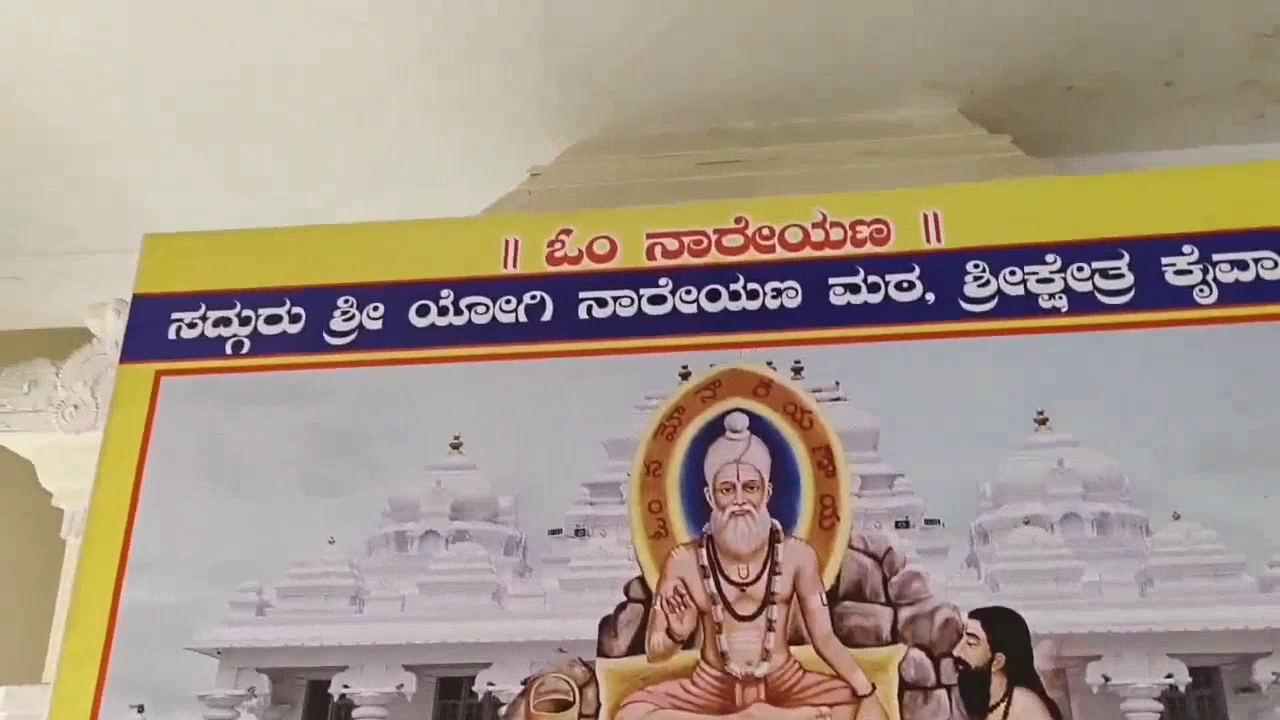 ॥ ಓಂ ನಾರೇಯಣ ॥
ಸದ್ಗುರು ಶ್ರೀ ಯೋಗಿ ನಾರೇಯಣ ಮಠ, ಶ್ರೀಕ್ಷೇತ್ರ ಕೈವಾ
ಓಂ ನ ಮೋ ನಾ ರ ಯ ಣಾ ಯ